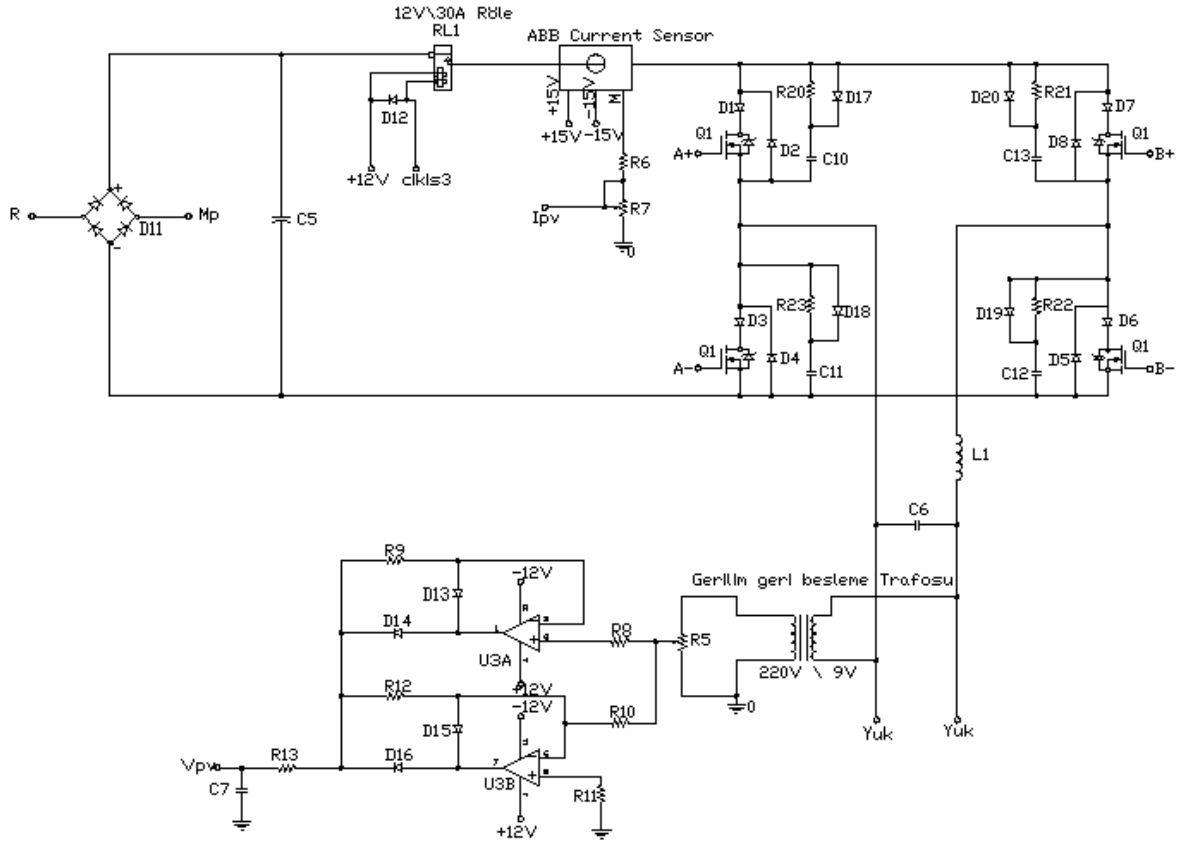 12V\30A Röle
RL1
ABB Current Sensor
+15V
-15V
M
D12
+15V
-15V
+12V
clkls3
R6
Ipv
R7
0
R
+
Mp
D11
-
C5
D1
R20
D17
A+
Q1
D2
C10
D20
R21
D7
D8
Q1
C13
B+
D3
R23
D18
A-
Q1
D4
C11
D19
R22
D6
C12
D5
Q1
B-
L1
C6
Gerilim geri besleme Trafosu
R9
-12V
D13
D14
R8
R5
U3A
220V \ 9V
+12V
R12
-12V
0
D15
R10
Yuk
Yuk
Vpv
R13
D16
7
6
C7
U3B
R11
+12V